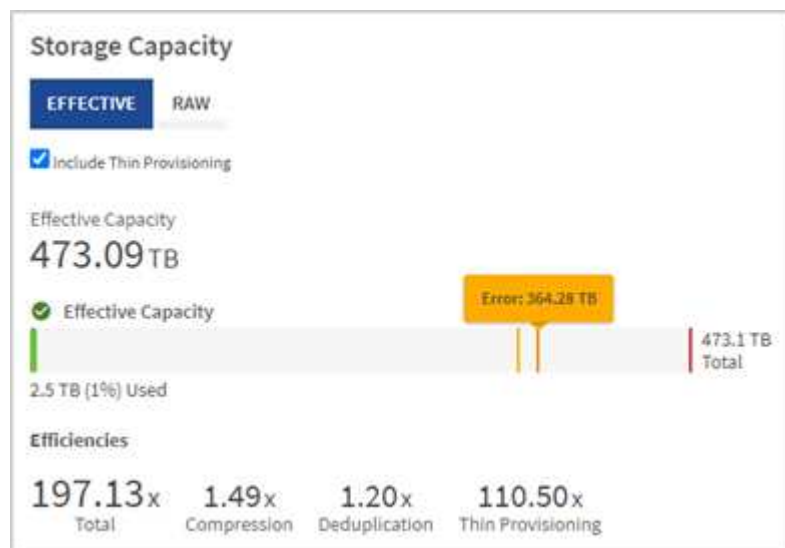 Storage Capacity
EFFECTIVE RAW
Include Thin Provisioning
Effective Capacity
473.09 TB
Error: 364.28 TB
Effective Capacity
473.1 TB
Total
2.5 TB (1%) Used
Efficiencies
197.13x 1.49x 1.20x 110.50x
Total Compression Deduplication Thin Provisioning